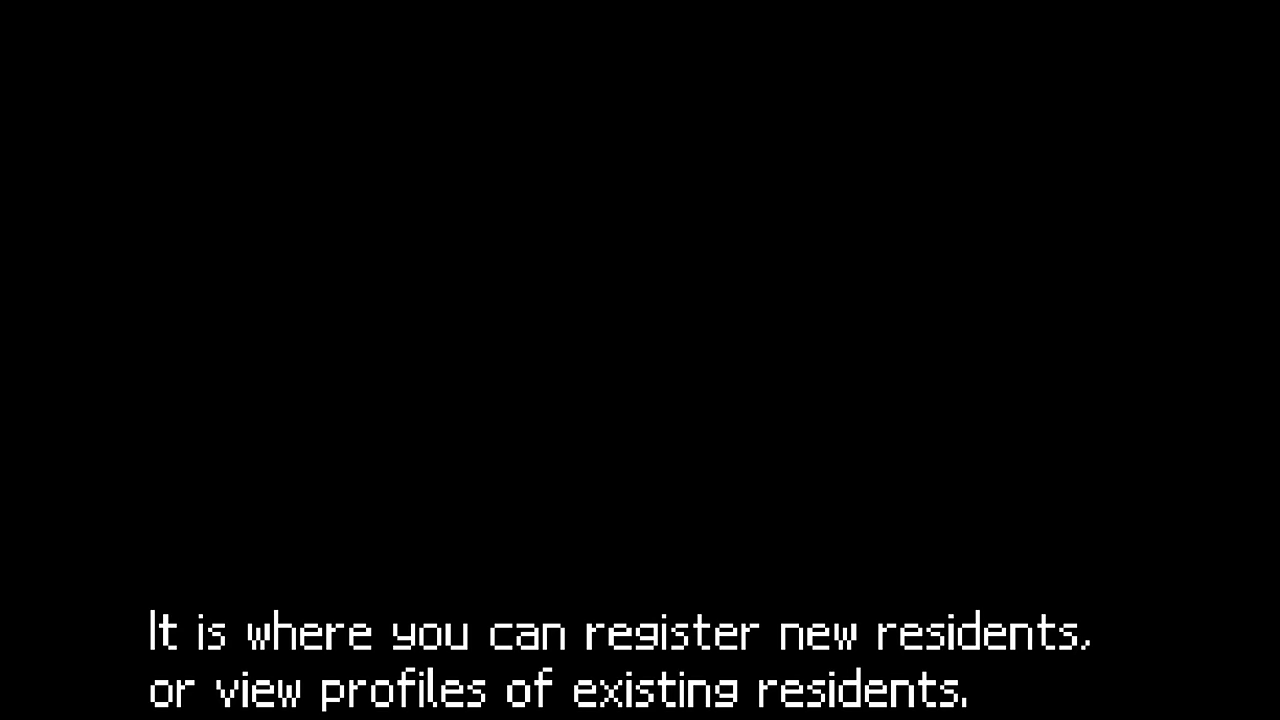 It is where you can register new residents,
or view profiles of existing residents.